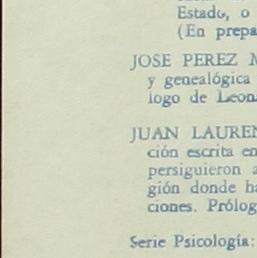 Estado, o
(En prepa
JOSE PEREZ M
y genealógica
logo de Leon
JUAN LAUREN
ción escrita en
persiguieron a
gión donde ha
ciones. Prólog
Serie Psicología: